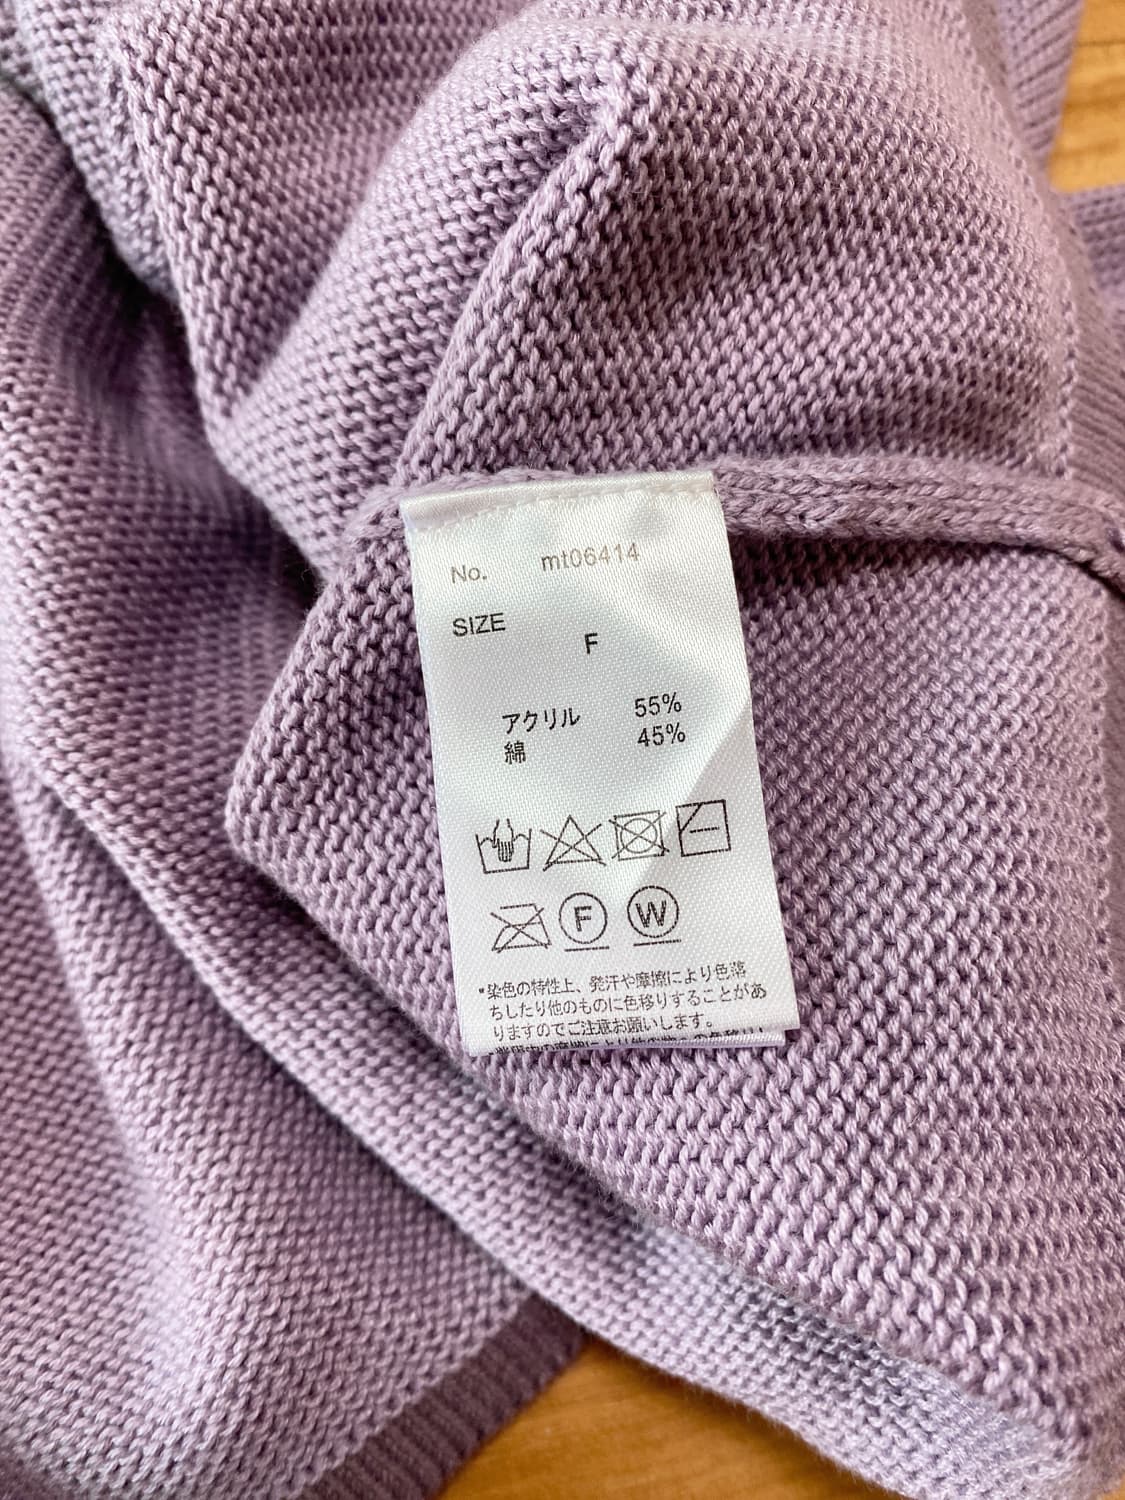 No. mt06414
SIZE
F
アクリル 55%
綿 45%
F W
*染色の特性上、発汗や摩擦により色落
ちしたり他のものに色移りすることがあ
りますのでご注意お願いします。